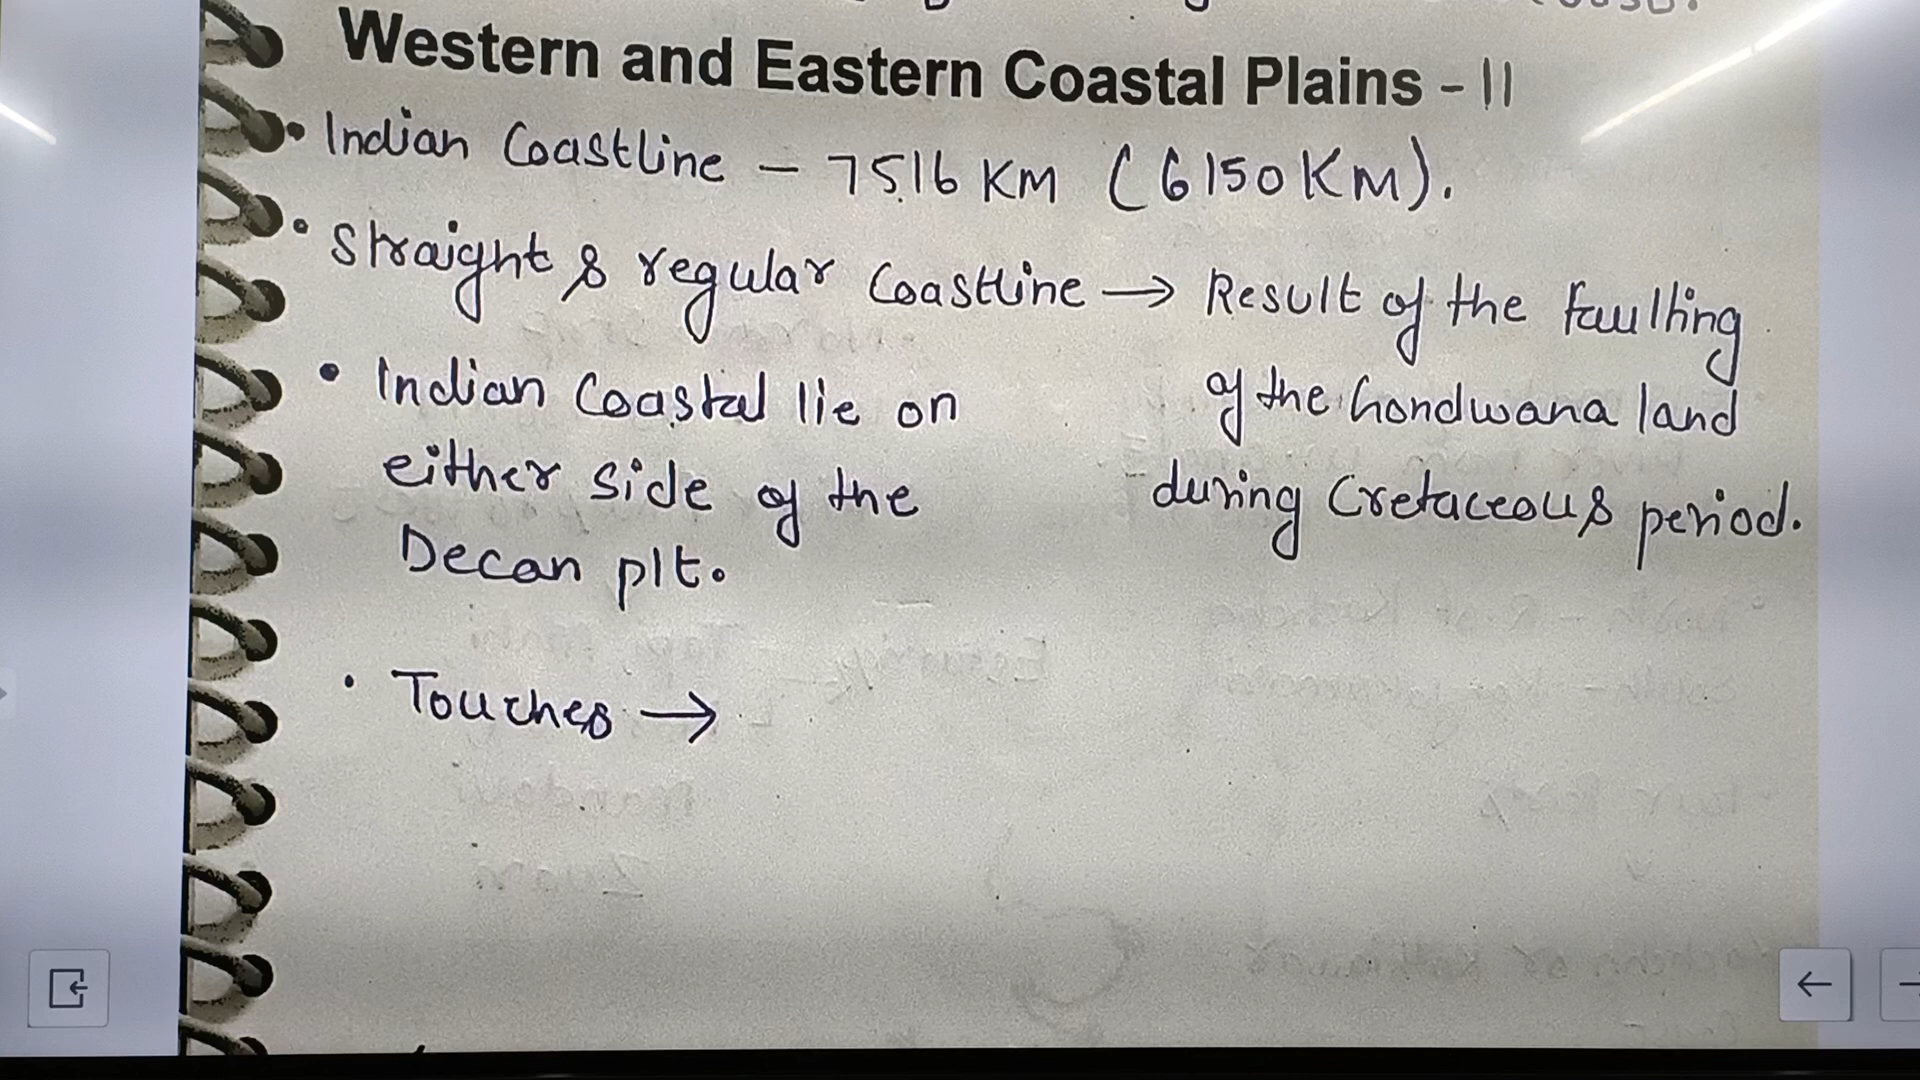 Western and Eastern Coastal Plains - II
• Indian Coastline – 7516 KM (6150 KM).
• Straight & regular Coastline → Result of the faulting
of the Gondwana land
during Cretaceous period.
• Indian Coastal lie on
either side of the
Decan plt.
• Touches →